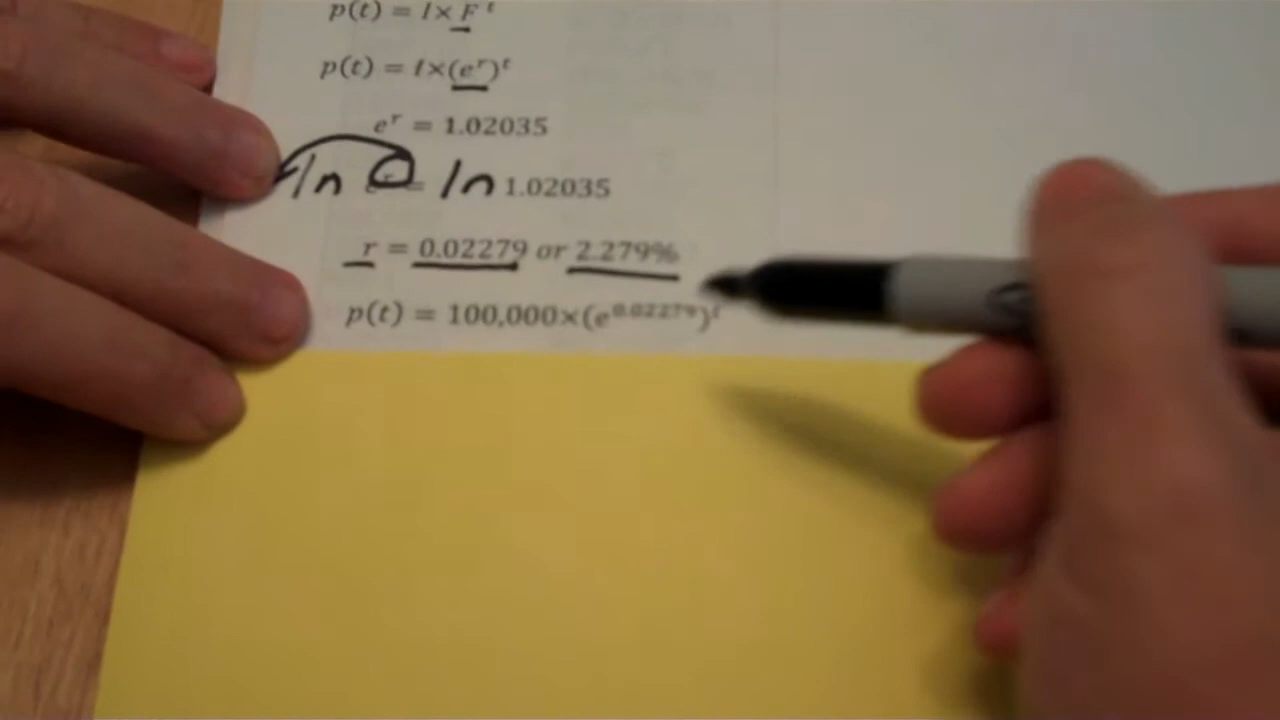 p(t) = I×F^t
p(t) = I×(e^r)^t
e^r = 1.02035
ln e^r = ln 1.02035
r = 0.02279 or 2.279%
p(t) = 100,000×(e^0.02279)^t